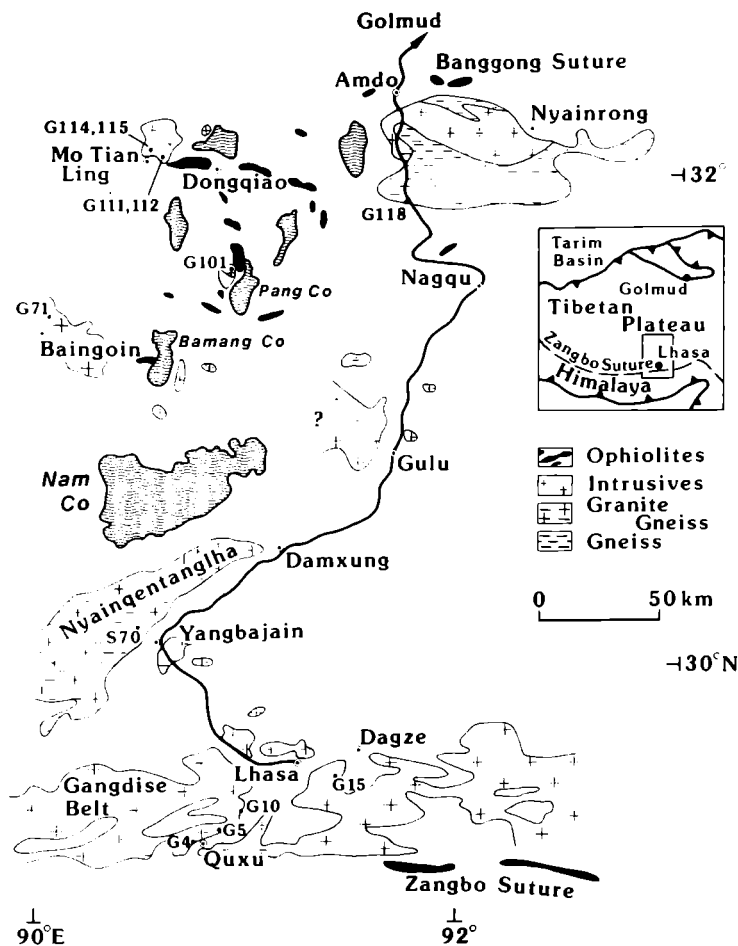 Golmud
Banggong Suture
Amdo
Nyainrong
G114,115
Mo Tian
Ling
Dongqiao
32°
G111,112
G118
G101
Nagqu
Pang Co
G71
Baingoin
Bamang Co
Tarim
Basin
Golmud
Tibetan
Plateau
Zangbo Suture
Lhasa
Himalaya
?
Gulu
Nam
Co
Ophiolites
Intrusives
Granite
Gneiss
Gneiss
Damxung
Nyainqentanglha
0 50 km
S70
Yangbajain
30°N
Dagze
Lhasa
G15
Gangdise
Belt
G10
G5
G4
Quxu
Zangbo Suture
90°E
92°